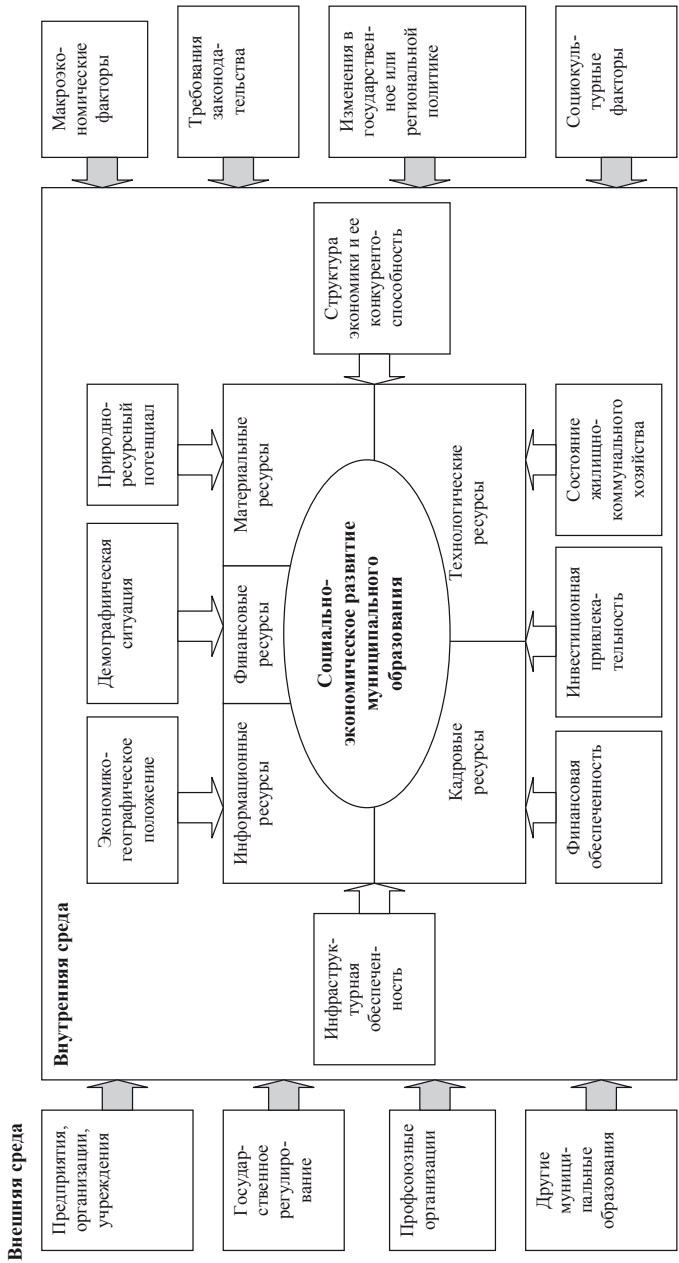 Внешняя среда
Предприятия,
организации,
учреждения
Государ-
ственное
регулиро-
вание
Профсоюзные
организации
Другие
муници-
пальные
образования
Внутренняя среда
Инфраструк-
турная
обеспечен-
ность
Экономико-
географическое
положение
Демографиическая
ситуация
Природно-
ресурсный
потенциал
Информационные
ресурсы
Финансовые
ресурсы
Материальные
ресурсы
Социально-
экономическое развитие
муниципального
образования
Кадровые
ресурсы
Технологические
ресурсы
Финансовая
обеспеченность
Инвестиционная
привлека-
тельность
Состояние
жилищно-
коммунального
хозяйства
Структура
экономики и ее
конкуренто-
способность
Макроэко-
номические
факторы
Требования
законода-
тельства
Изменения в
государствен-
ное или
региональной
политике
Социокуль-
турные
факторы